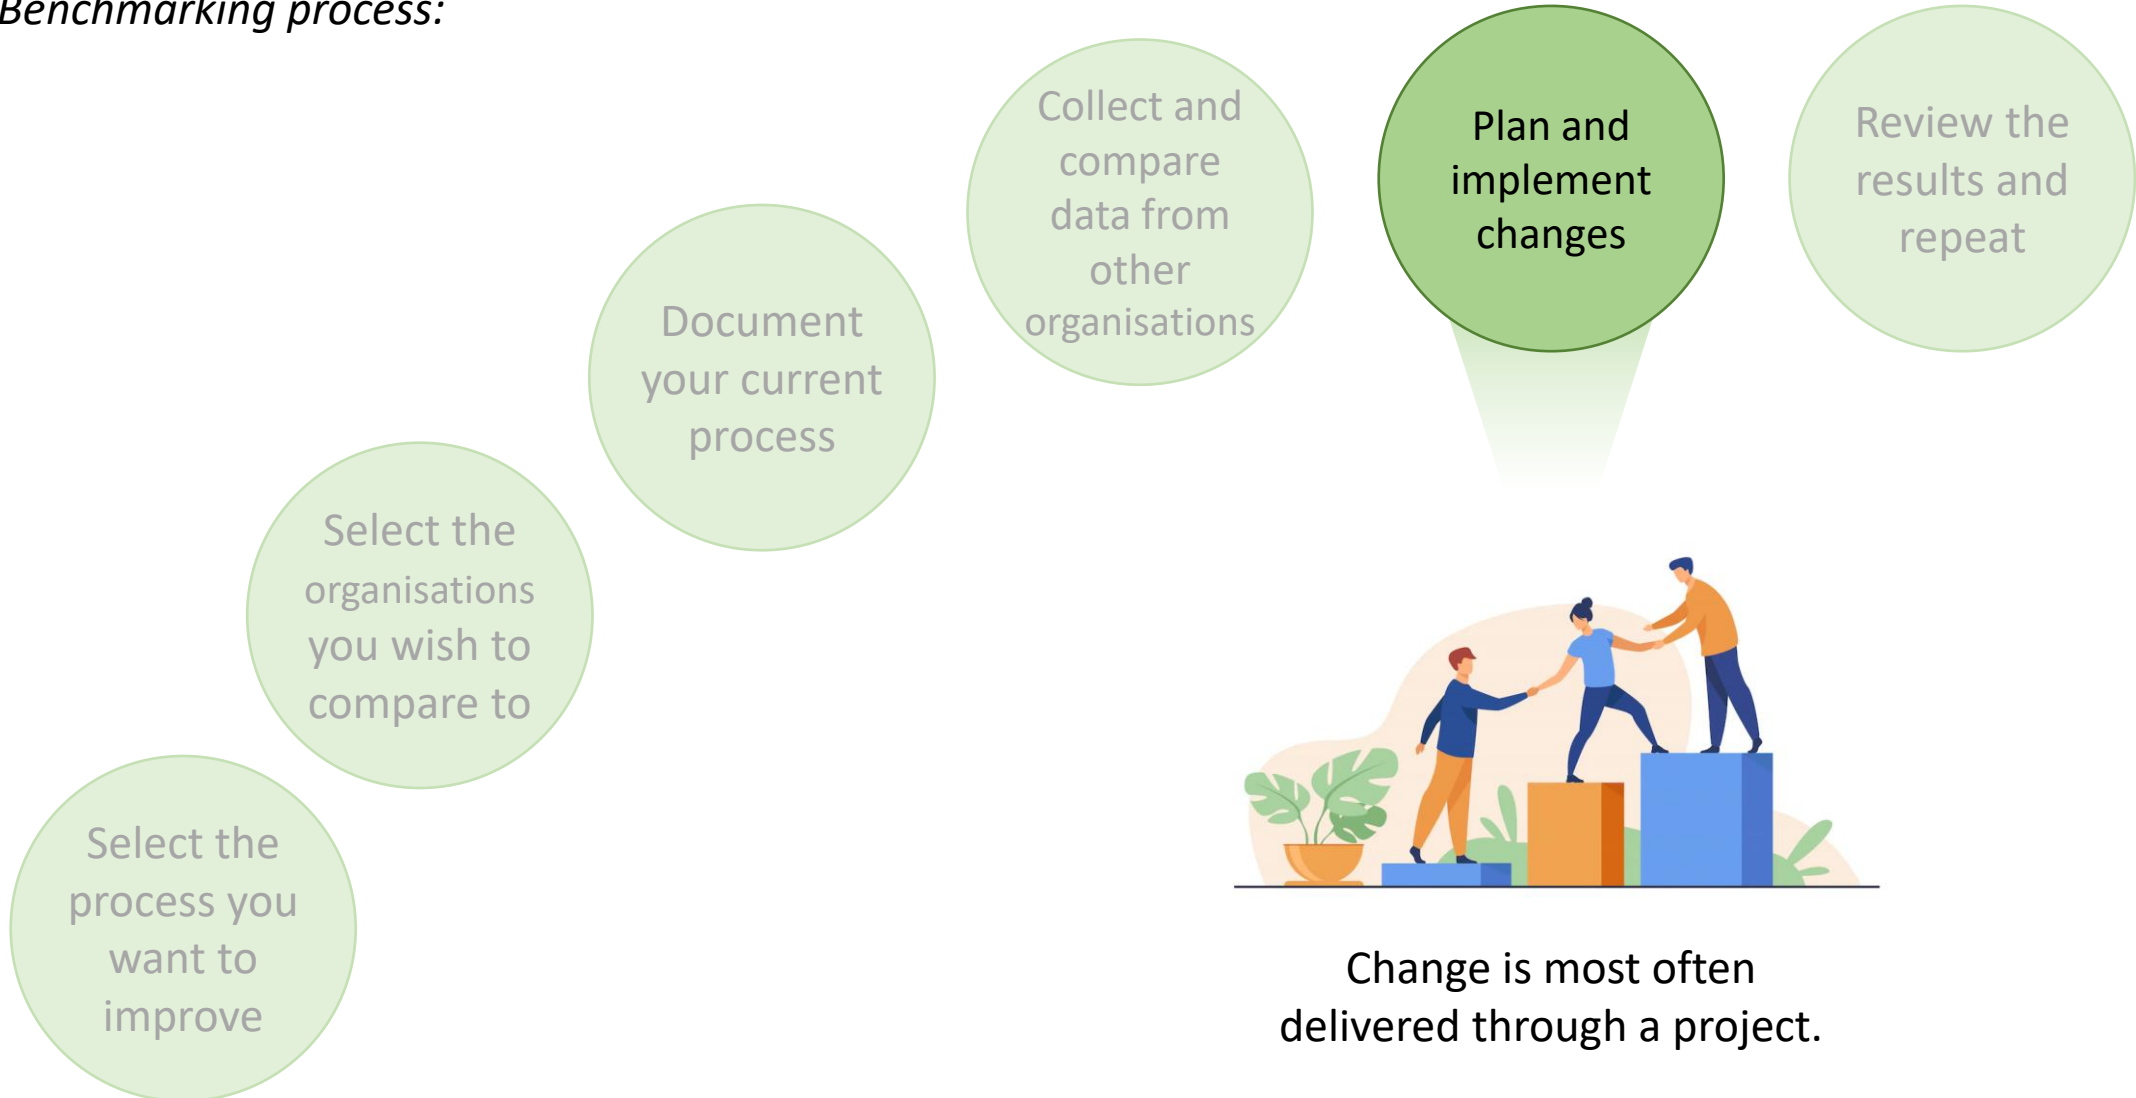 Benchmarking process:
Select the
process you
want to
improve
Select the
organisations
you wish to
compare to
Document
your current
process
Collect and
compare
data from
other
organisations
Plan and
implement
changes
Review the
results and
repeat
Change is most often
delivered through a project.